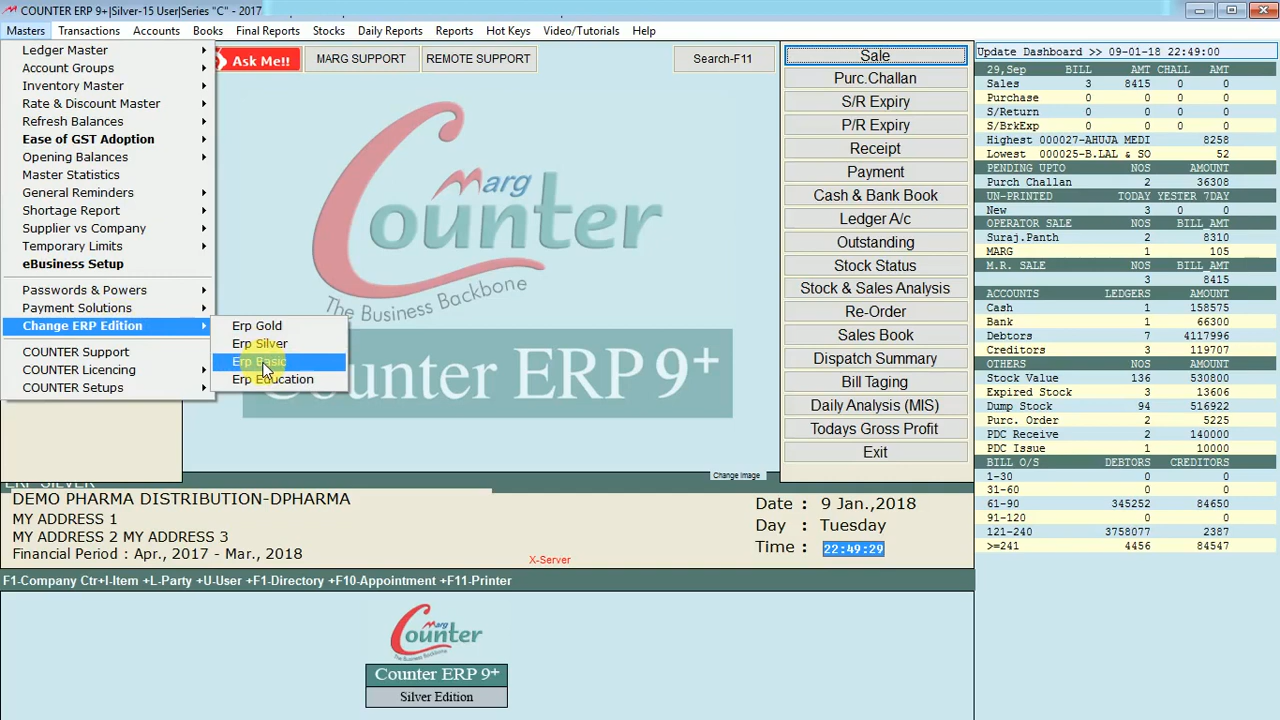 COUNTER ERP 9+|Silver-15 User|Series "C" - 2017
Masters Transactions Accounts Books Final Reports Stocks Daily Reports Reports Hot Keys Video/Tutorials Help
Ledger Master
Account Groups
Inventory Master
Rate & Discount Master
Refresh Balances
Ease of GST Adoption
Opening Balances
Master Statistics
General Reminders
Shortage Report
Supplier vs Company
Temporary Limits
eBusiness Setup
Passwords & Powers
Payment Solutions
Change ERP Edition
COUNTER Support
COUNTER Licencing
COUNTER Setups
Erp Gold
Erp Silver
Erp Basic
Erp Education
Ask Me!!
MARG SUPPORT
REMOTE SUPPORT
Search-F11
marg
Counter
The Business Backbone
Counter ERP 9+
Change Image
Sale
Purc.Challan
S/R Expiry
P/R Expiry
Receipt
Payment
Cash & Bank Book
Ledger A/c
Outstanding
Stock Status
Stock & Sales Analysis
Re-Order
Sales Book
Dispatch Summary
Bill Tagging
Daily Analysis (MIS)
Todays Gross Profit
Exit
Update Dashboard >> 09-01-18 22:49:00
29,Sep BILL AMT CHALL AMT
Sales 3 8415 0 0
Purchase 0 0 0 0
S/Return 0 0 0 0
S/BrkExp 0 0 0 0
Highest 000027-AHUJA MEDI 8258
Lowest 000025-B.LAL & SO 52
PENDING UPTO NOS AMOUNT
Purch Challan 2 36308
UN-PRINTED TODAY YESTER 7DAY
New 3 0 0
OPERATOR SALE NOS BILL_AMT
Suraj.Panth 2 8310
MARG 1 105
M.R. SALE NOS BILL_AMT
3 8415
ACCOUNTS LEDGERS AMOUNT
Cash 1 158575
Bank 1 66300
Debtors 72 4117996
Creditors 3 119707
OTHERS NOS AMOUNT
Stock Value 136 530800
Expired Stock 3 13606
Dump Stock 94 516922
Purc. Order 2 5225
PDC Receive 2 140000
PDC Issue 1 10000
BILL O/S DEBTORS CREDITORS
1-30 0 0
31-60 0 0
61-90 345252 84650
91-120 0 0
121-240 3758077 2387
>=241 4456 84547
ERP SILVER
DEMO PHARMA DISTRIBUTION-DPHARMA
MY ADDRESS 1
MY ADDRESS 2 MY ADDRESS 3
Financial Period : Apr., 2017 - Mar., 2018
X-Server
Date : 9 Jan.,2018
Day : Tuesday
Time : 22:49:29
F1-Company Ctr+I-Item +L-Party +U-User +F1-Directory +F10-Appointment +F11-Printer
marg
Counter
The Business Backbone
Counter ERP 9+
Silver Edition